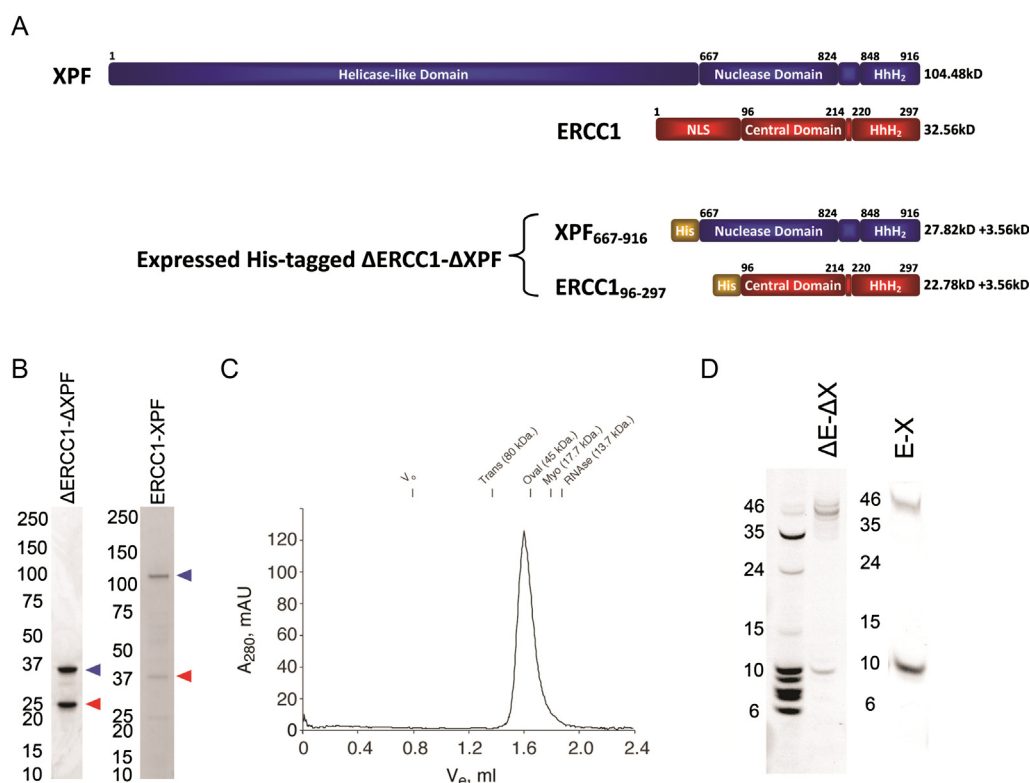 A
1 667 824 848 916
XPF Helicase-like Domain Nuclease Domain HhH₂ 104.48kD
1 96 214 220 297
ERCC1 NLS Central Domain HhH₂ 32.56kD
Expressed His-tagged ΔERCC1-ΔXPF
667 824 848 916
XPF₆₆₇₋₉₁₆ His Nuclease Domain HhH₂ 27.82kD +3.56kD
96 214 220 297
ERCC1₉₆₋₂₉₇ His Central Domain HhH₂ 22.78kD +3.56kD
B
ΔERCC1-ΔXPF
250
150
100
75
50
37
25
20
15
10
ERCC1-XPF
250
150
100
75
50
37
25
20
15
10
C
Vₒ
Trans (80 kDa.)
Oval (45 kDa.)
Myo (17.7 kDa.)
RNAse (13.7 kDa.)
A₂₈₀, mAU
120
100
80
60
40
20
0
0 0.8 1.2 1.6 2.0 2.4
Vₑ, ml
D
ΔE-ΔX
46
35
24
15
10
6
E-X
46
35
24
15
10
6